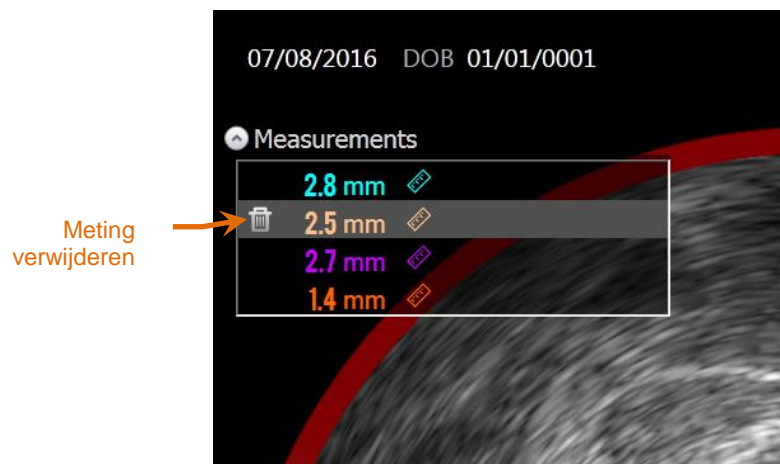 07/08/2016 DOB 01/01/0001
Measurements
2.8 mm
2.5 mm
2.7 mm
1.4 mm
Meting
verwijderen